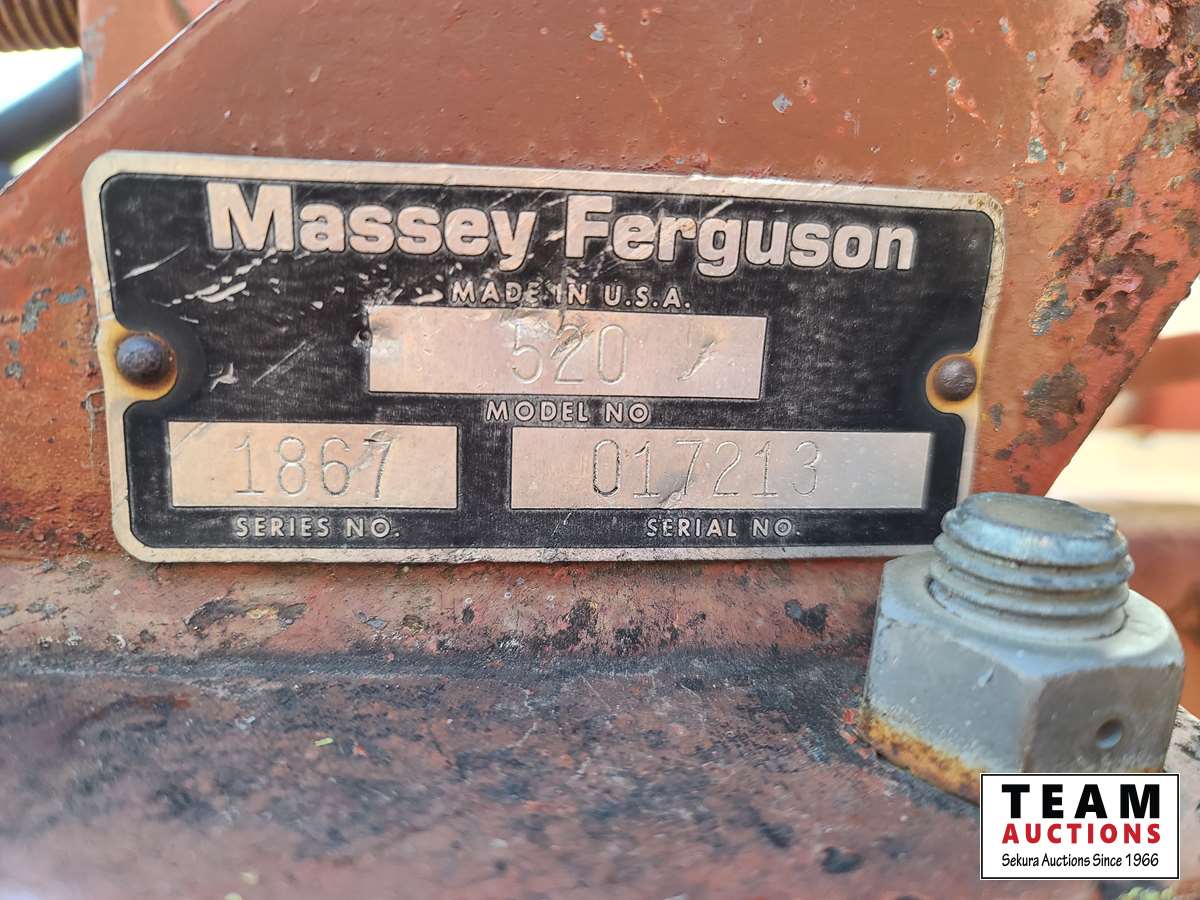 Massey Ferguson
MADE IN U.S.A.
520
MODEL NO
1867 017213
SERIES NO. SERIAL NO.
TEAM
AUCTIONS
Sekura Auctions Since 1966